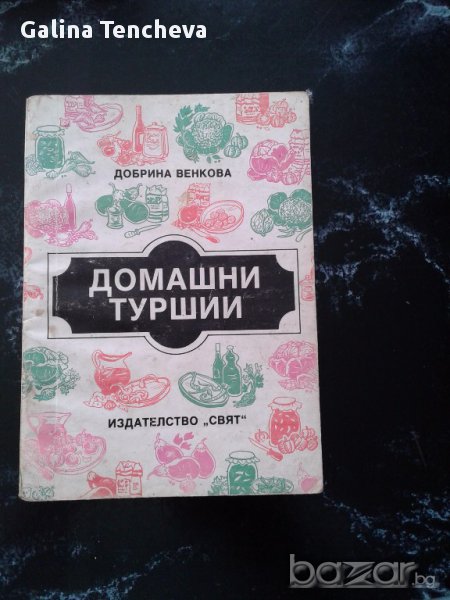 Galina Tencheva
ДОБРИНА ВЕНКОВА
ДОМАШНИ
ТУРШИИ
ИЗДАТЕЛСТВО „СВЯТ“
bazar.bg